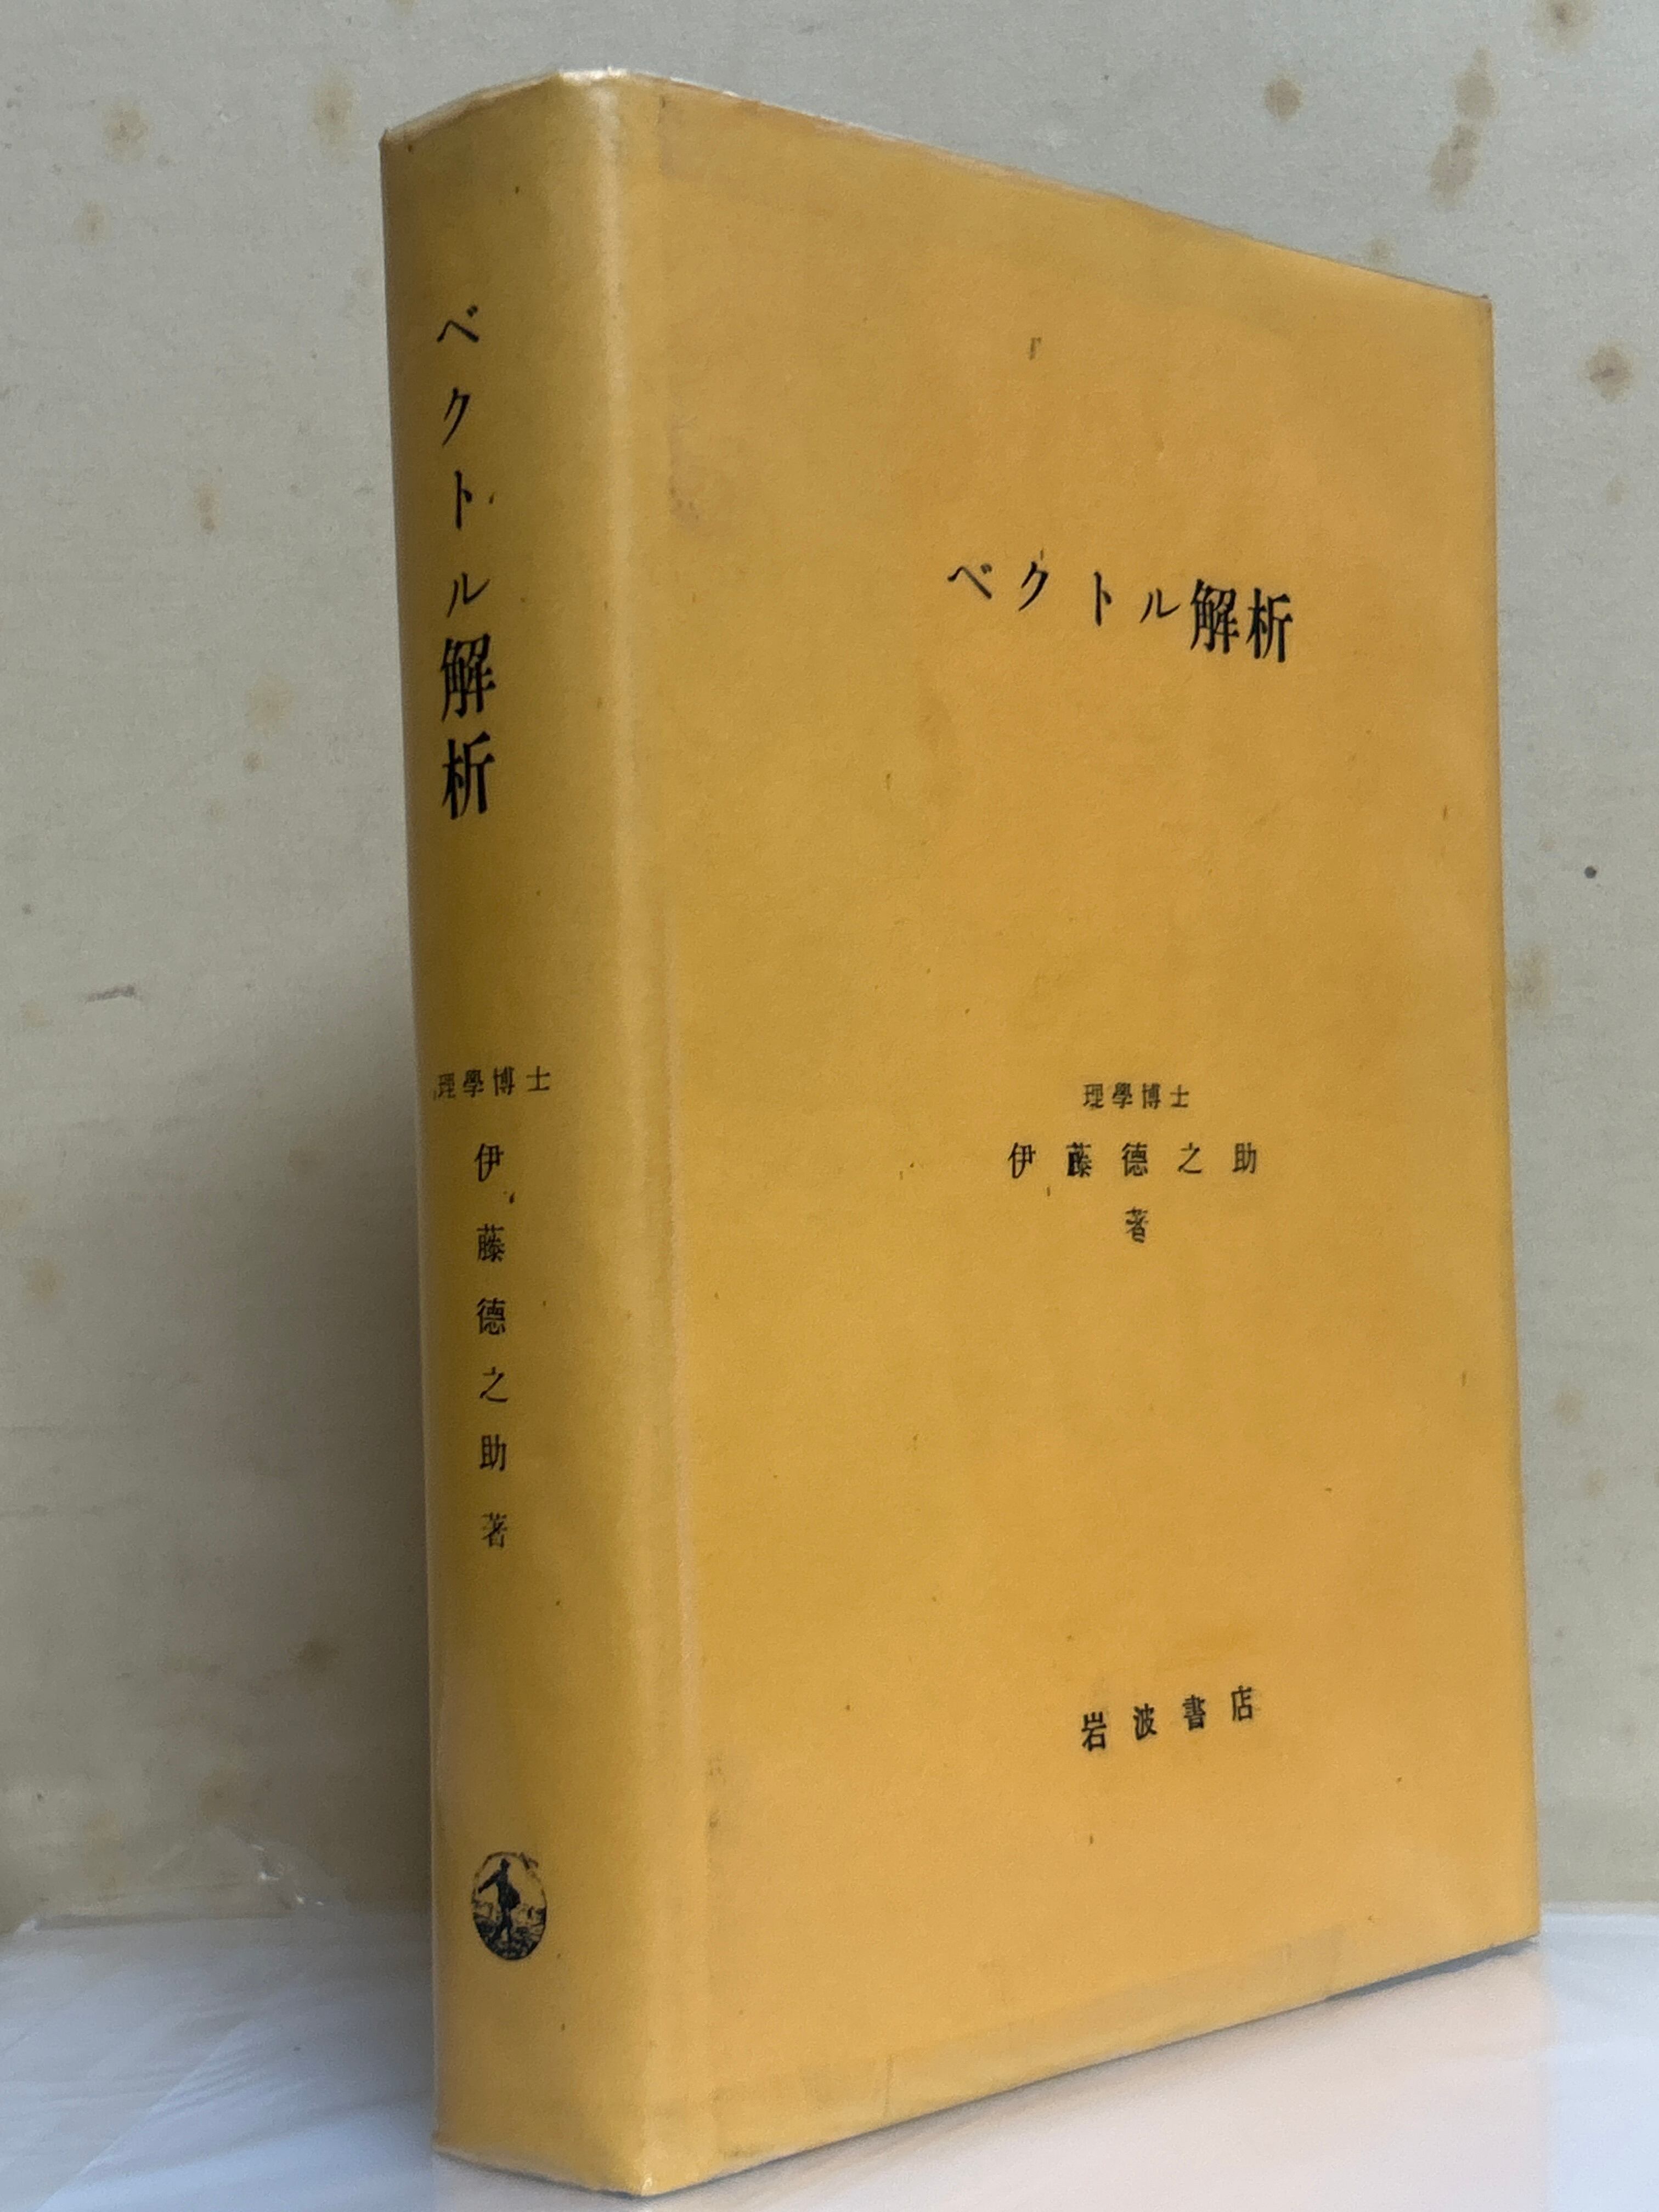 ベクトル解析
理學博士
伊藤德之助著
ベクトル解析
理學博士
伊藤德之助
著
岩波書店